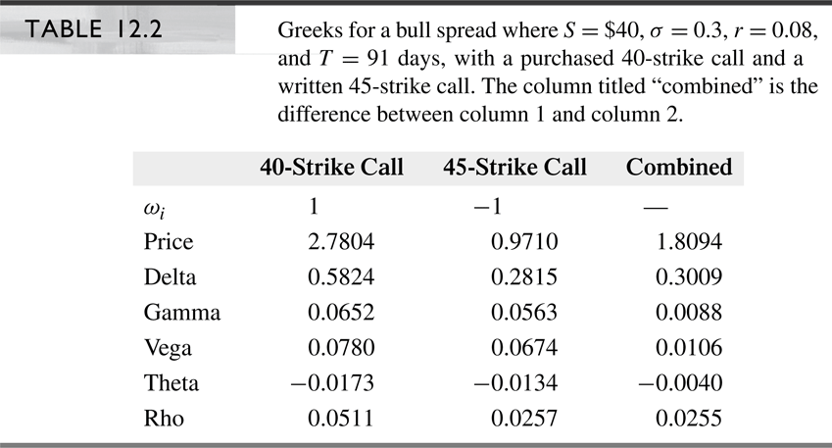 TABLE 12.2
Greeks for a bull spread where S = $40, σ = 0.3, r = 0.08,
and T = 91 days, with a purchased 40-strike call and a
written 45-strike call. The column titled “combined” is the
difference between column 1 and column 2.
40-Strike Call 45-Strike Call Combined
ωi 1 −1 —
Price 2.7804 0.9710 1.8094
Delta 0.5824 0.2815 0.3009
Gamma 0.0652 0.0563 0.0088
Vega 0.0780 0.0674 0.0106
Theta −0.0173 −0.0134 −0.0040
Rho 0.0511 0.0257 0.0255